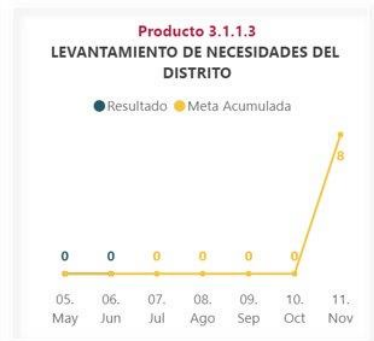 Producto 3.1.1.3
LEVANTAMIENTO DE NECESIDADES DEL
DISTRITO
Resultado Meta Acumulada
8
0 0 0 0 0 0
05. 06. 07. 08. 09. 10. 11.
May Jun Jul Ago Sep Oct Nov